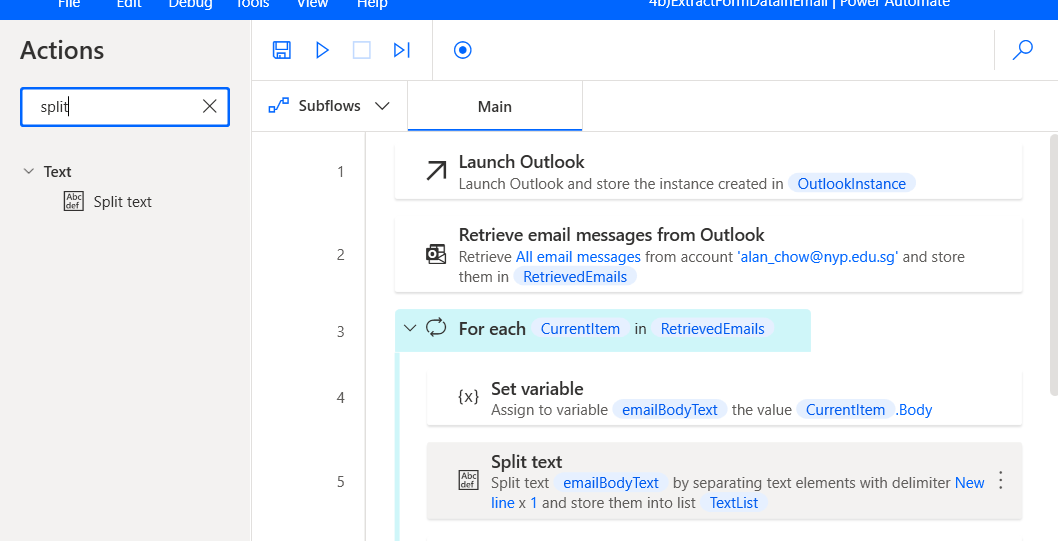 File Edit Debug Tools View Help 4b)ExtractFormDatainEmail | Power Automate
Actions
split
Text
Abc def Split text
Subflows Main
1 Launch Outlook
Launch Outlook and store the instance created in OutlookInstance
2 Retrieve email messages from Outlook
Retrieve All email messages from account 'alan_chow@nyp.edu.sg' and store
them in RetrievedEmails
3 For each CurrentItem in RetrievedEmails
4 {x} Set variable
Assign to variable emailBodyText the value CurrentItem .Body
5 Abc def Split text
Split text emailBodyText by separating text elements with delimiter New
line x 1 and store them into list TextList